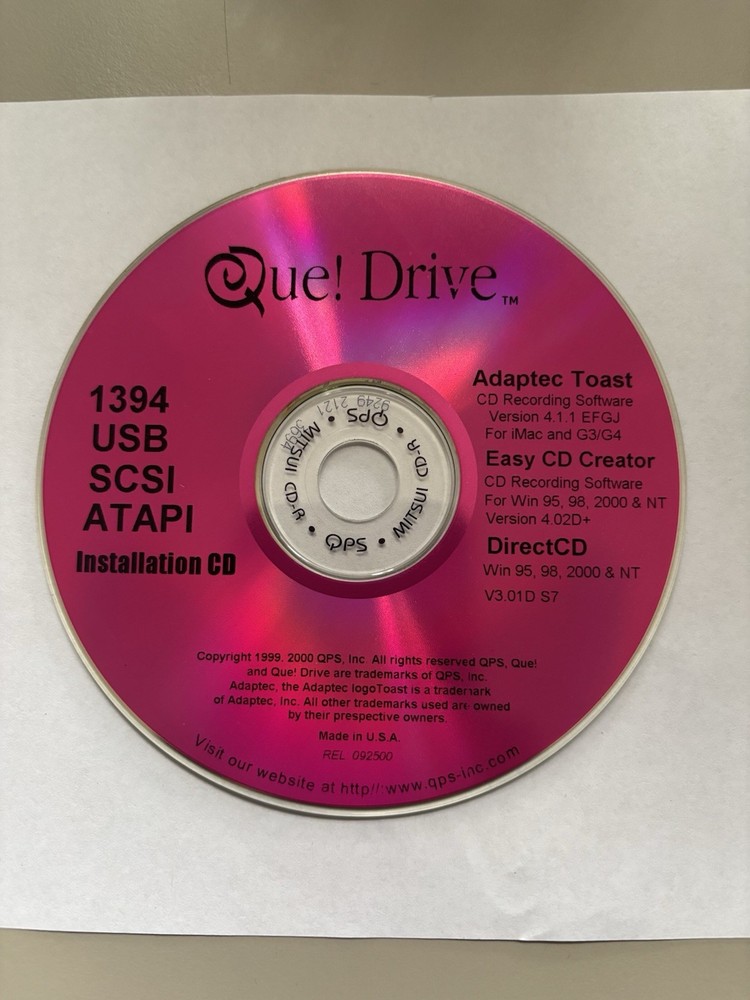 Que! Drive™
1394
USB
SCSI
ATAPI
Installation CD
Adaptec Toast
CD Recording Software
Version 4.1.1 EFGJ
For iMac and G3/G4
Easy CD Creator
CD Recording Software
For Win 95, 98, 2000 & NT
Version 4.02D+
DirectCD
Win 95, 98, 2000 & NT
V3.01D S7
QPS • MITSUI CD-R • QPS • MITSUI CD-R •
9249 2121
Copyright 1999, 2000 QPS, Inc. All rights reserved QPS, Que!
and Que! Drive are trademarks of QPS, Inc.
Adaptec, the Adaptec logoToast is a trademark
of Adaptec, Inc. All other trademarks used are owned
by their prespective owners.
Made in U.S.A.
REL 092500
Visit our website at http://www.qps-inc.com